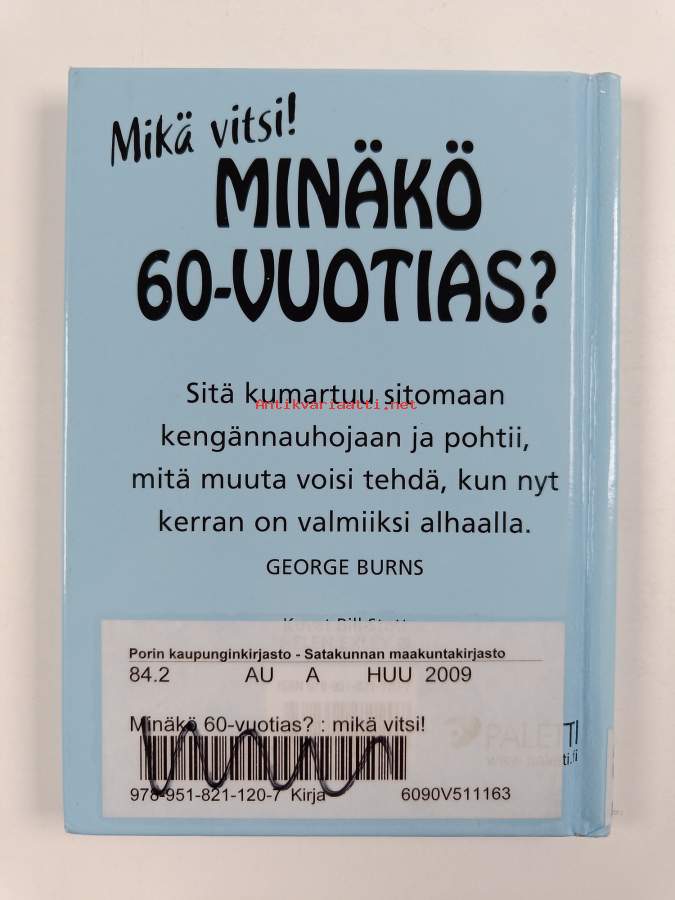 Mikä vitsi!
MINÄKÖ
60-VUOTIAS?
Sitä kumartuu sitomaan
Antikvariaatti.net
kengännauhojaan ja pohtii,
mitä muuta voisi tehdä, kun nyt
kerran on valmiiksi alhaalla.
GEORGE BURNS
Porin kaupunginkirjasto - Satakunnan maakuntakirjasto
84.2 AU A HUU 2009
Minäkö 60-vuotias? : mikä vitsi!
PALETTI
978-951-821-120-7 Kirja 6090V511163